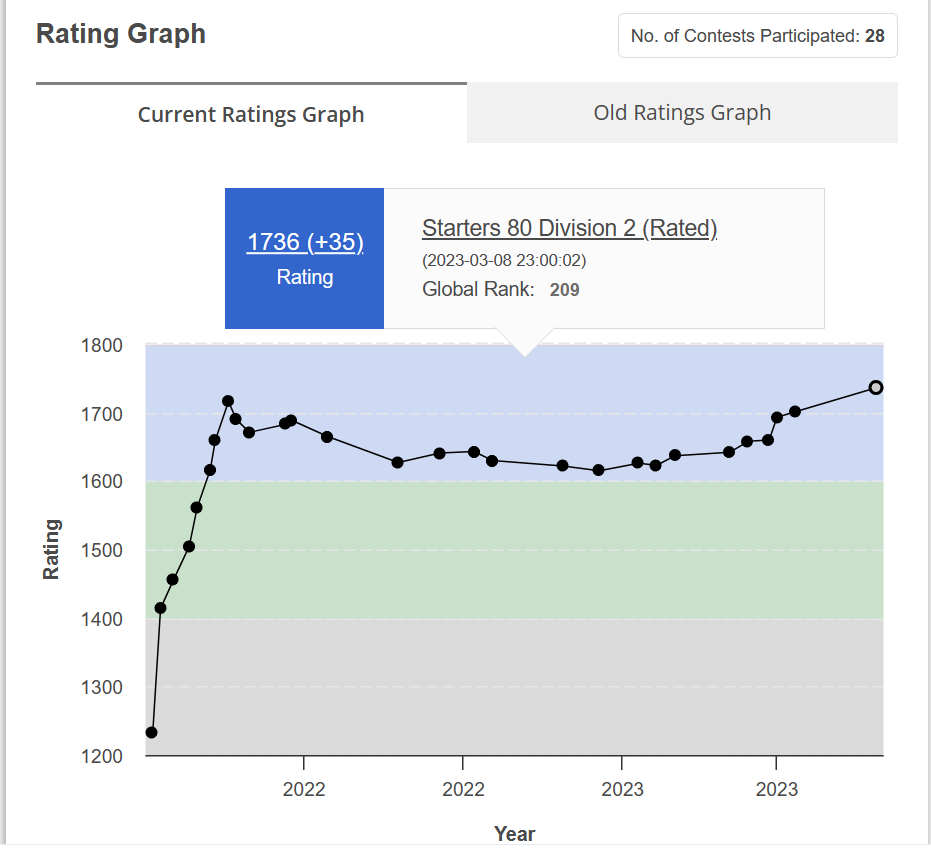 Rating Graph
No. of Contests Participated: 28
Current Ratings Graph
Old Ratings Graph
1736 (+35)
Rating
Starters 80 Division 2 (Rated)
(2023-03-08 23:00:02)
Global Rank: 209
1800
1700
1600
1500
1400
1300
1200
Rating
2022
2022
2023
2023
Year